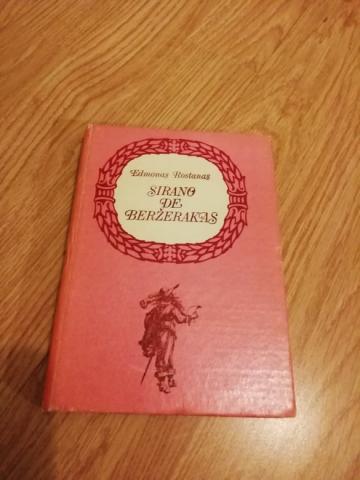 Edmonas Rostanas
SIRANO
DE
BERŽERAKAS